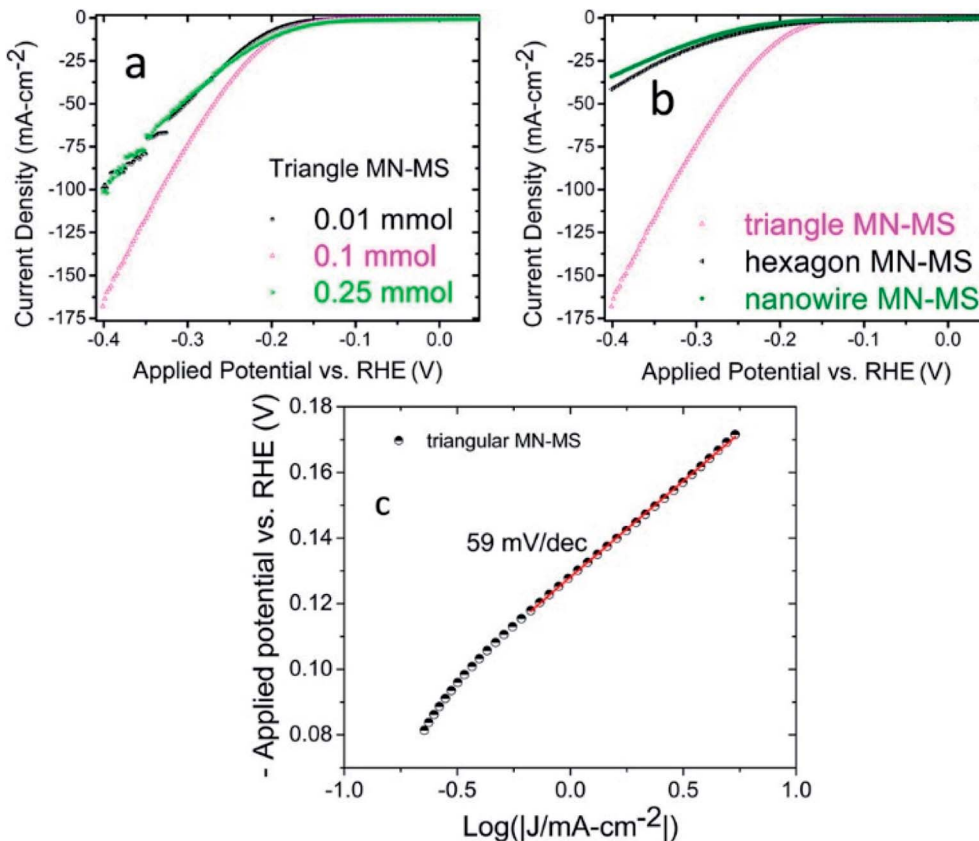 0
-25
-50
-75
-100
-125
-150
-175
Current Density (mA-cm⁻²)
a
Triangle MN-MS
0.01 mmol
0.1 mmol
0.25 mmol
-0.4
-0.3
-0.2
-0.1
0.0
Applied Potential vs. RHE (V)
0
-25
-50
-75
-100
-125
-150
-175
Current Density (mA-cm⁻²)
b
triangle MN-MS
hexagon MN-MS
nanowire MN-MS
-0.4
-0.3
-0.2
-0.1
0.0
Applied Potential vs. RHE (V)
0.18
0.16
0.14
0.12
0.10
0.08
- Applied potential vs. RHE (V)
triangular MN-MS
c
59 mV/dec
-1.0
-0.5
0.0
0.5
1.0
Log(|J/mA-cm⁻²|)